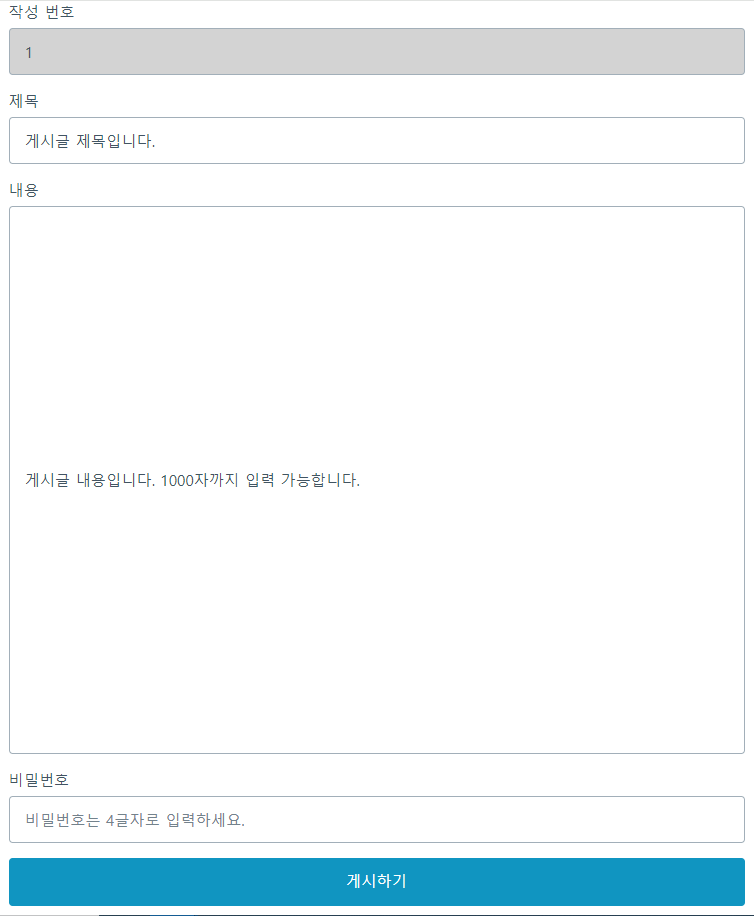 작성 번호
1
제목
게시글 제목입니다.
내용
게시글 내용입니다. 1000자까지 입력 가능합니다.
비밀번호
비밀번호는 4글자로 입력하세요.
게시하기